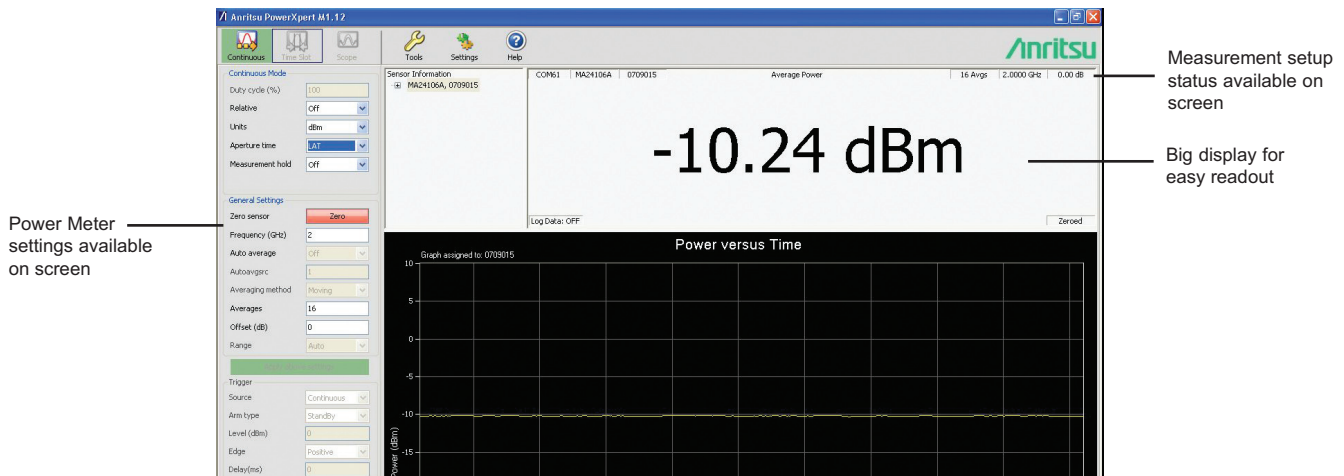 Anritsu PowerXpert M1.12
Continuous
Time Slot
Scope
Tools
Settings
Help
Anritsu
Continuous Mode
Duty cycle (%) 100
Relative Off
Units dBm
Aperture time LAT
Measurement hold Off
General Settings
Zero sensor Zero
Frequency (GHz) 2
Auto average Off
Autoavgsrc 1
Averaging method Moving
Averages 16
Offset (dB) 0
Range Auto
Trigger
Source Continuous
Arm type StandBy
Level (dBm) 0
Edge Positive
Delay(ms) 0
Sensor Information
MA24106A, 0709015
COM61 MA24106A 0709015 Average Power 16 Avgs 2.0000 GHz 0.00 dB
-10.24 dBm
Log Data: OFF
Zeroed
Power versus Time
Graph assigned to: 0709015
10
5
0
-5
-10
-15
Power (dBm)
Power Meter
settings available
on screen
Measurement setup
status available on
screen
Big display for
easy readout